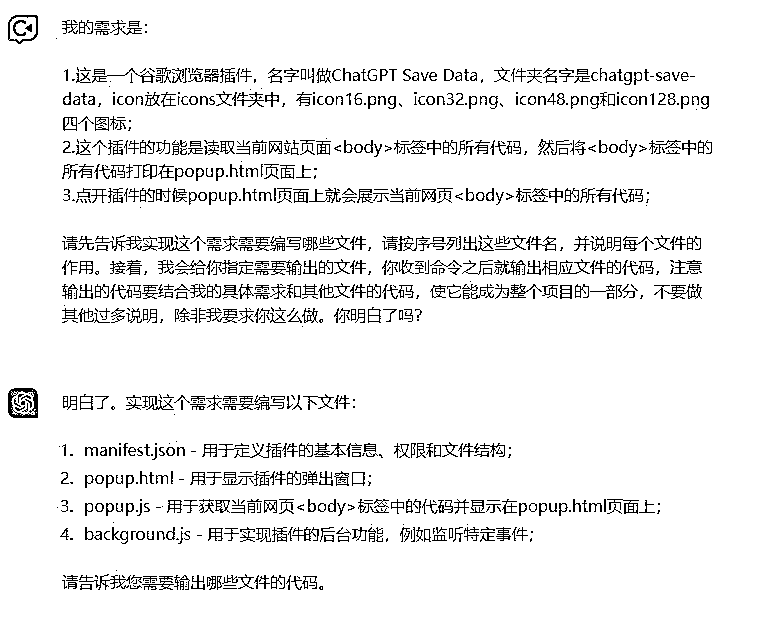 我的需求是：
1.这是一个谷歌浏览器插件，名字叫做ChatGPT Save Data，文件夹名字是chatgpt-save-
data，icon放在icons文件夹中，有icon16.png、icon32.png、icon48.png和icon128.png
四个图标；
2.这个插件的功能是读取当前网站页面<body>标签中的所有代码，然后将<body>标签中的
所有代码打印在popup.html页面上；
3.点开插件的时候popup.html页面上就会展示当前网页<body>标签中的所有代码；
请先告诉我实现这个需求需要编写哪些文件，请按序号列出这些文件名，并说明每个文件的
作用。接着，我会给你指定需要输出的文件，你收到命令之后就输出相应文件的代码，注意
输出的代码要结合我的具体需求和其他文件的代码，使它能成为整个项目的一部分，不要做
其他过多说明，除非我要求你这么做。你明白了吗？
明白了。实现这个需求需要编写以下文件：
1. manifest.json - 用于定义插件的基本信息、权限和文件结构；
2. popup.html - 用于显示插件的弹出窗口；
3. popup.js - 用于获取当前网页<body>标签中的代码并显示在popup.html页面上；
4. background.js - 用于实现插件的后台功能，例如监听特定事件；
请告诉我您需要输出哪些文件的代码。